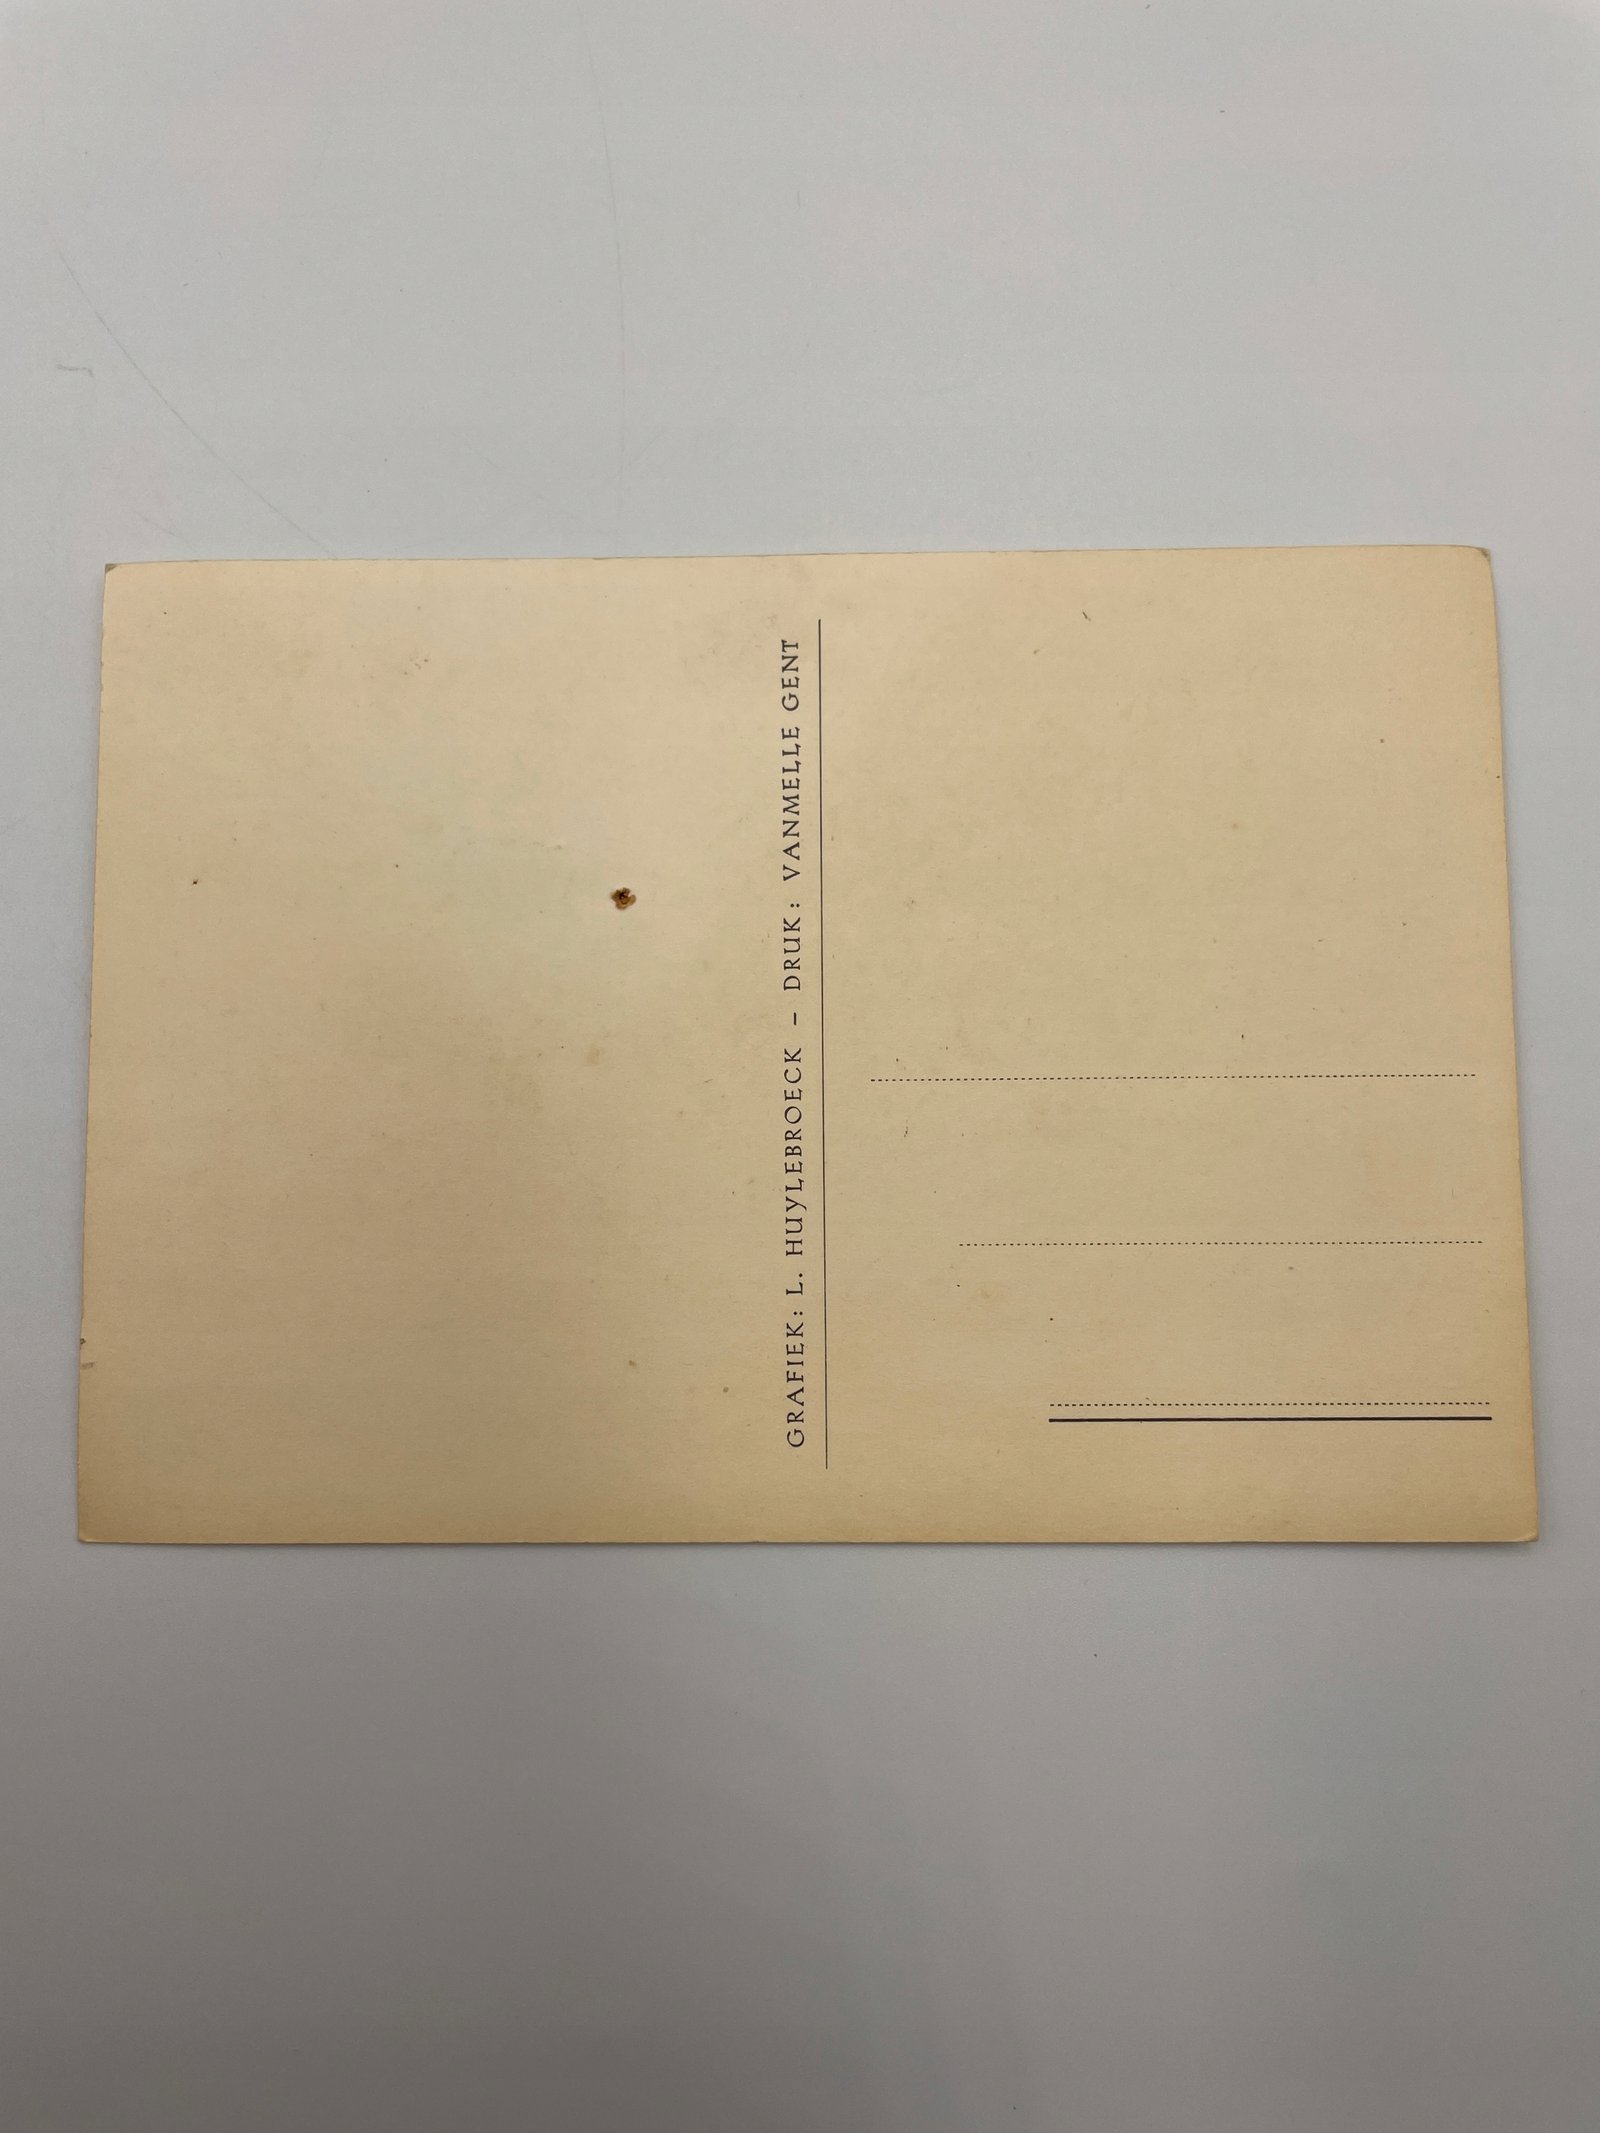 GRAFIEK: L. HUYLEBROECK – DRUK: VANMELLE GENT